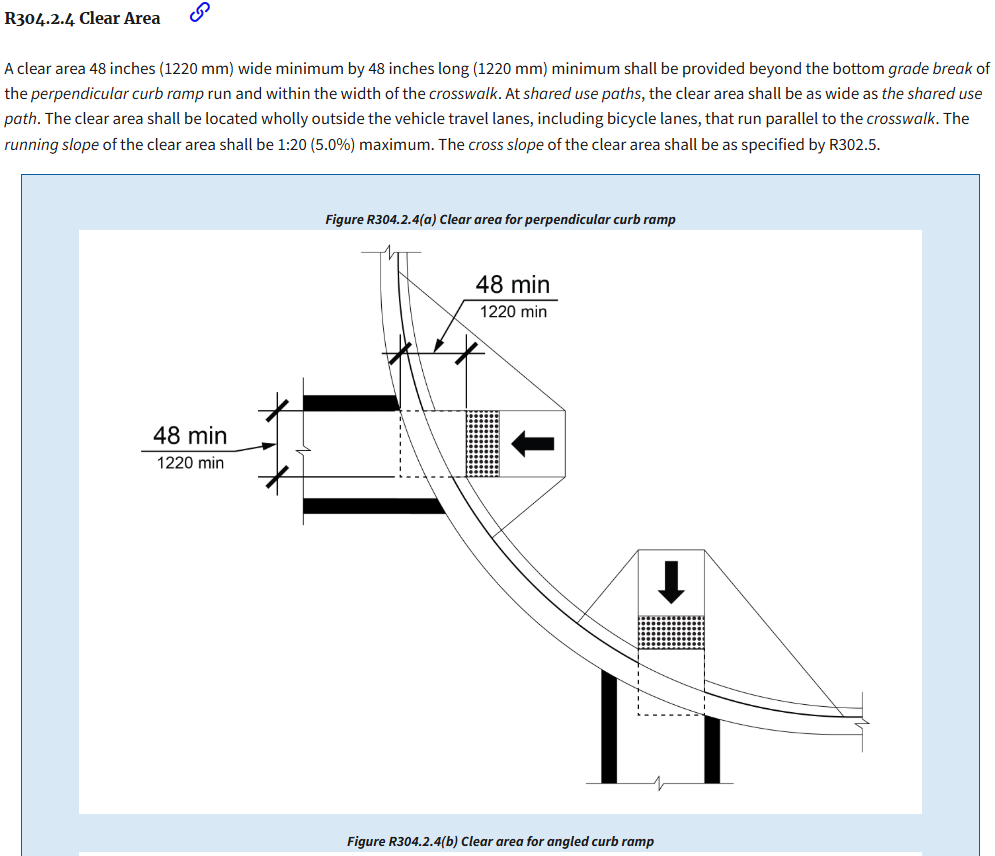 R304.2.4 Clear Area
A clear area 48 inches (1220 mm) wide minimum by 48 inches long (1220 mm) minimum shall be provided beyond the bottom grade break of
the perpendicular curb ramp run and within the width of the crosswalk. At shared use paths, the clear area shall be as wide as the shared use
path. The clear area shall be located wholly outside the vehicle travel lanes, including bicycle lanes, that run parallel to the crosswalk. The
running slope of the clear area shall be 1:20 (5.0%) maximum. The cross slope of the clear area shall be as specified by R302.5.
Figure R304.2.4(a) Clear area for perpendicular curb ramp
48 min
1220 min
48 min
1220 min
Figure R304.2.4(b) Clear area for angled curb ramp